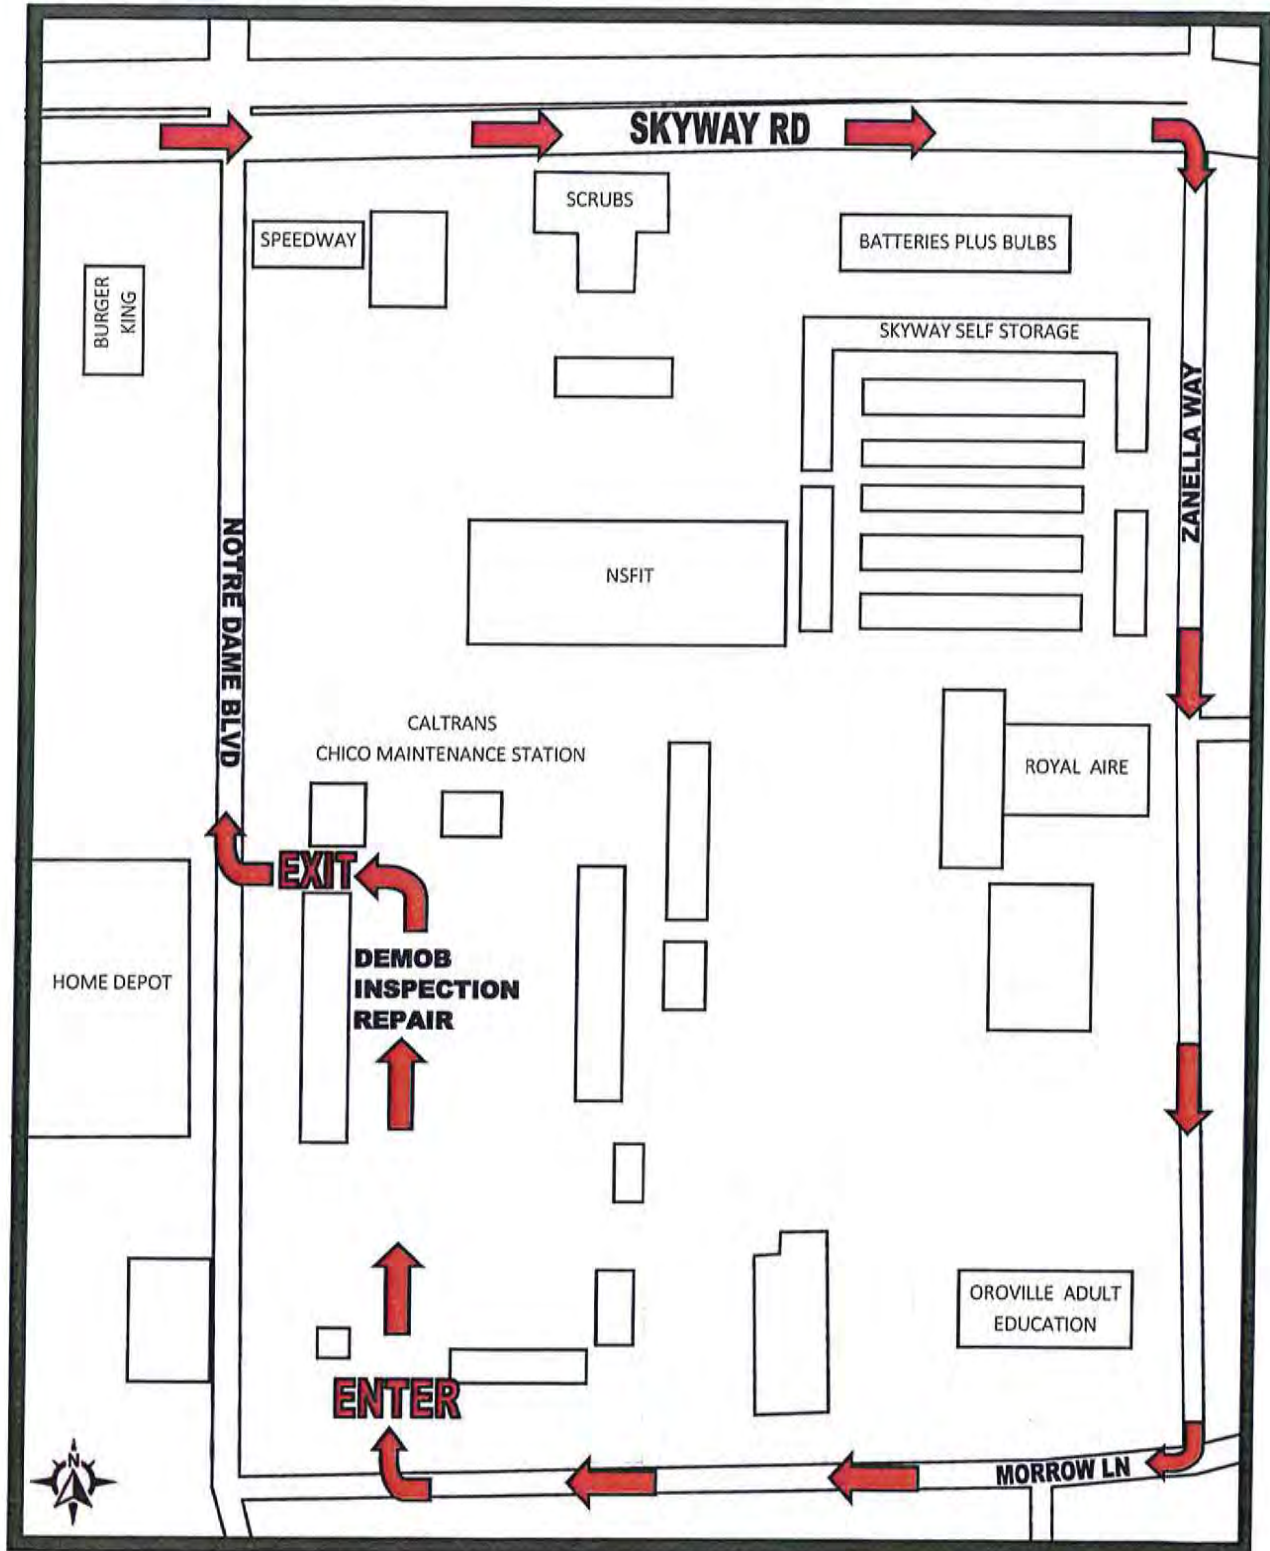 SKYWAY RD
SCRUBS
SPEEDWAY
BATTERIES PLUS BULBS
BURGER
KING
SKYWAY SELF STORAGE
ZANELLA WAY
NOTRE DAME BLVD
NSFIT
CALTRANS
CHICO MAINTENANCE STATION
ROYAL AIRE
EXIT
HOME DEPOT
DEMOB
INSPECTION
REPAIR
OROVILLE ADULT
EDUCATION
ENTER
MORROW LN
N